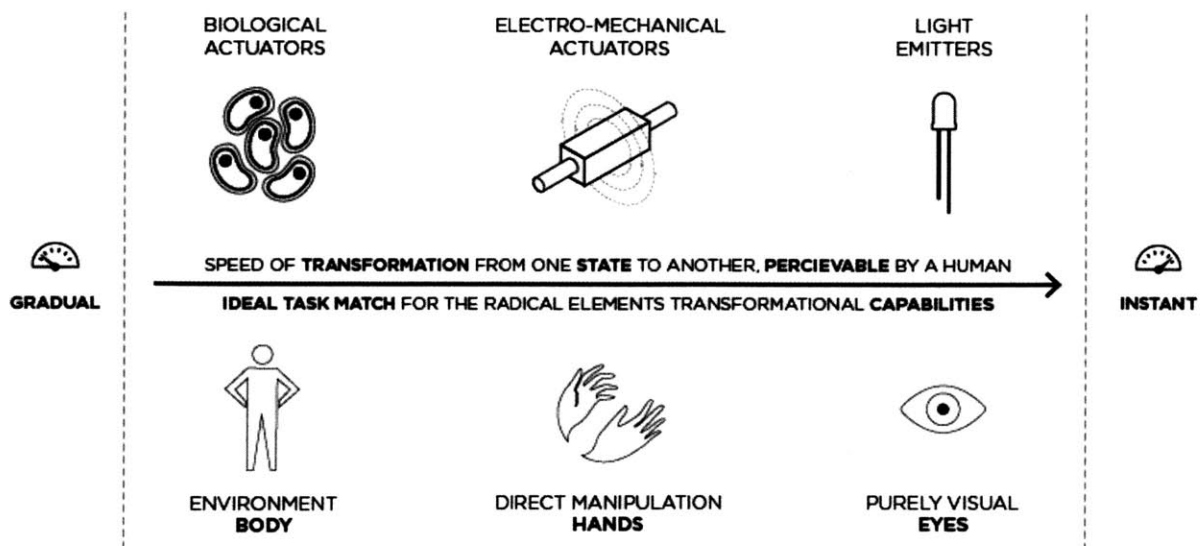 BIOLOGICAL
ACTUATORS
ELECTRO-MECHANICAL
ACTUATORS
LIGHT
EMITTERS
SPEED OF TRANSFORMATION FROM ONE STATE TO ANOTHER, PERCIEVABLE BY A HUMAN
GRADUAL
IDEAL TASK MATCH FOR THE RADICAL ELEMENTS TRANSFORMATIONAL CAPABILITIES
INSTANT
ENVIRONMENT
BODY
DIRECT MANIPULATION
HANDS
PURELY VISUAL
EYES